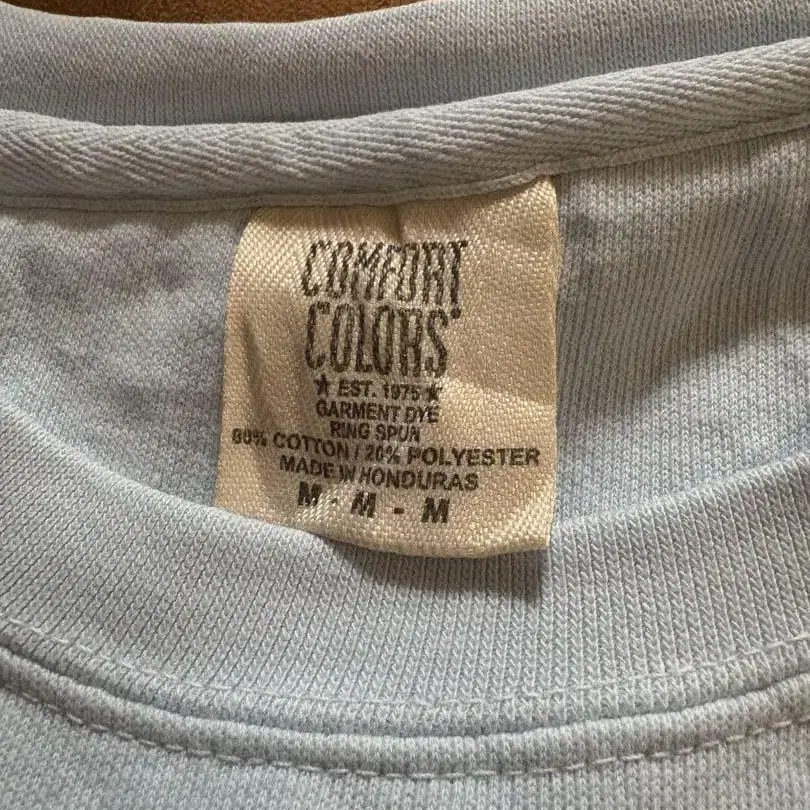 COMFORT
COLORS®
★ EST. 1975 ★
GARMENT DYE
RING SPUN
80% COTTON / 20% POLYESTER
MADE IN HONDURAS
M - M - M